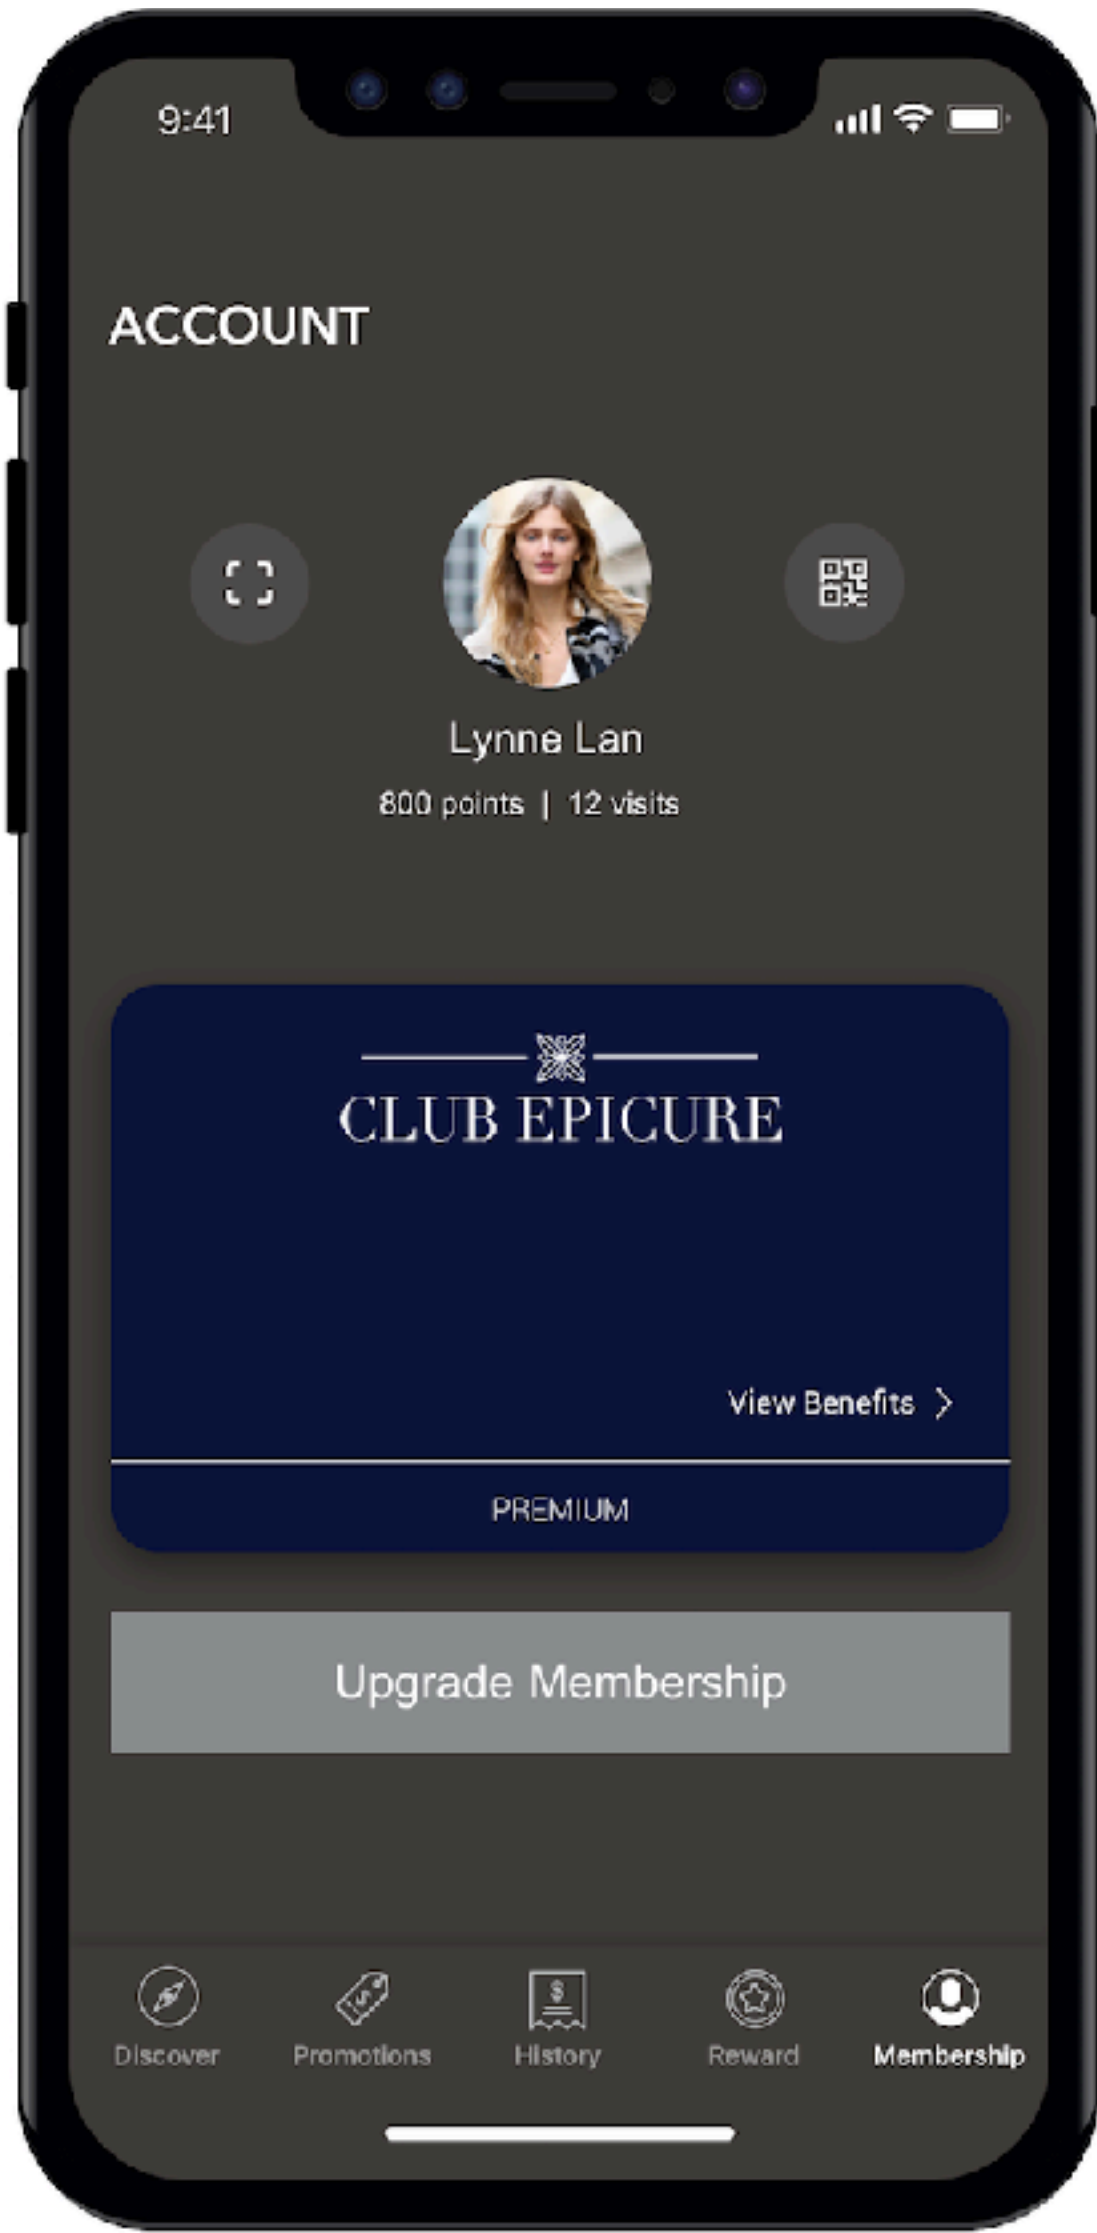 9:41
ACCOUNT
Lynne Lan
800 points | 12 visits
CLUB EPICURE
View Benefits >
PREMIUM
Upgrade Membership
Discover Promotions History Reward Membership